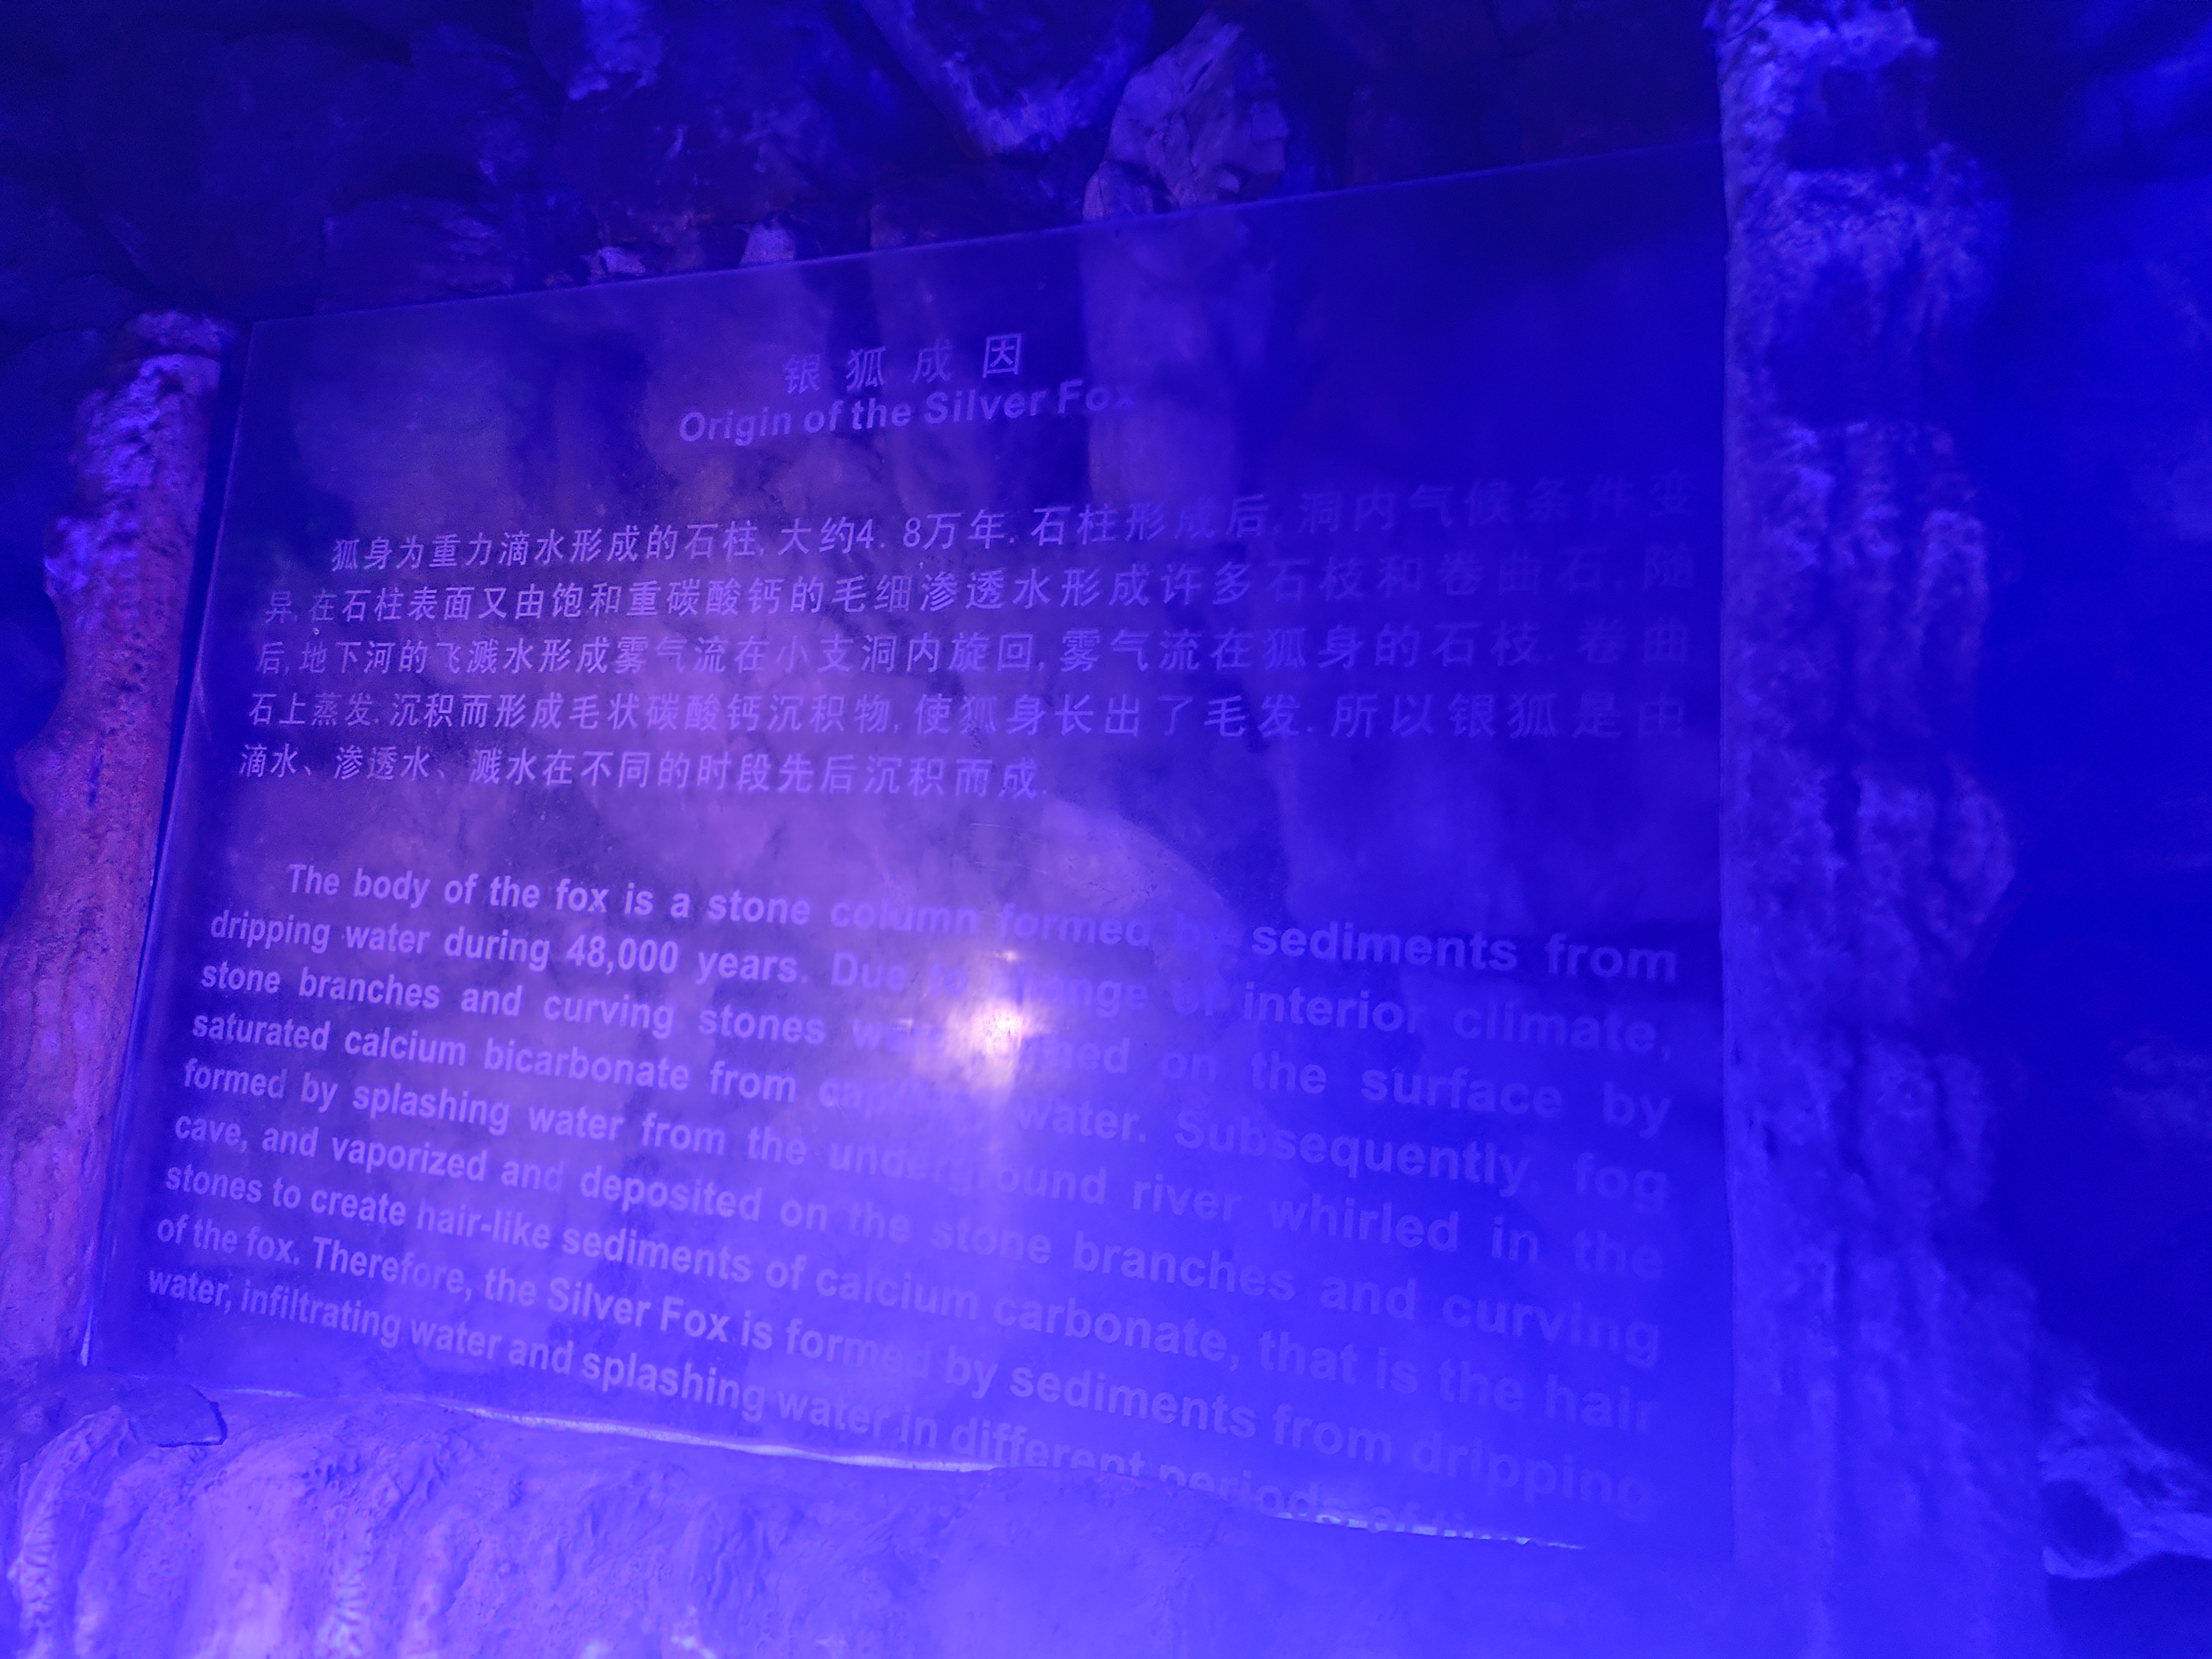 银狐成因
Origin of the Silver Fox
狐身为重力滴水形成的石柱,大约4.8万年.石柱形成后,洞内气候条件变
异,在石柱表面又由饱和重碳酸钙的毛细渗透水形成许多石枝和卷曲石.随
后,地下河的飞溅水形成雾气流在小支洞内旋回,雾气流在狐身的石枝.卷曲
石上蒸发.沉积而形成毛状碳酸钙沉积物,使狐身长出了毛发.所以银狐是由
滴水、渗透水、溅水在不同的时段先后沉积而成.
The body of the fox is a stone column formed by sediments from
dripping water during 48,000 years. Due to change of interior climate,
stone branches and curving stones were formed on the surface by
saturated calcium bicarbonate from water. Subsequently, fog
formed by splashing water from the underground river whirled in the
cave, and vaporized and deposited on the stone branches and curving
stones to create hair-like sediments of calcium carbonate, that is the hair
of the fox. Therefore, the Silver Fox is formed by sediments from dripping
water, infiltrating water and splashing water in different periods of